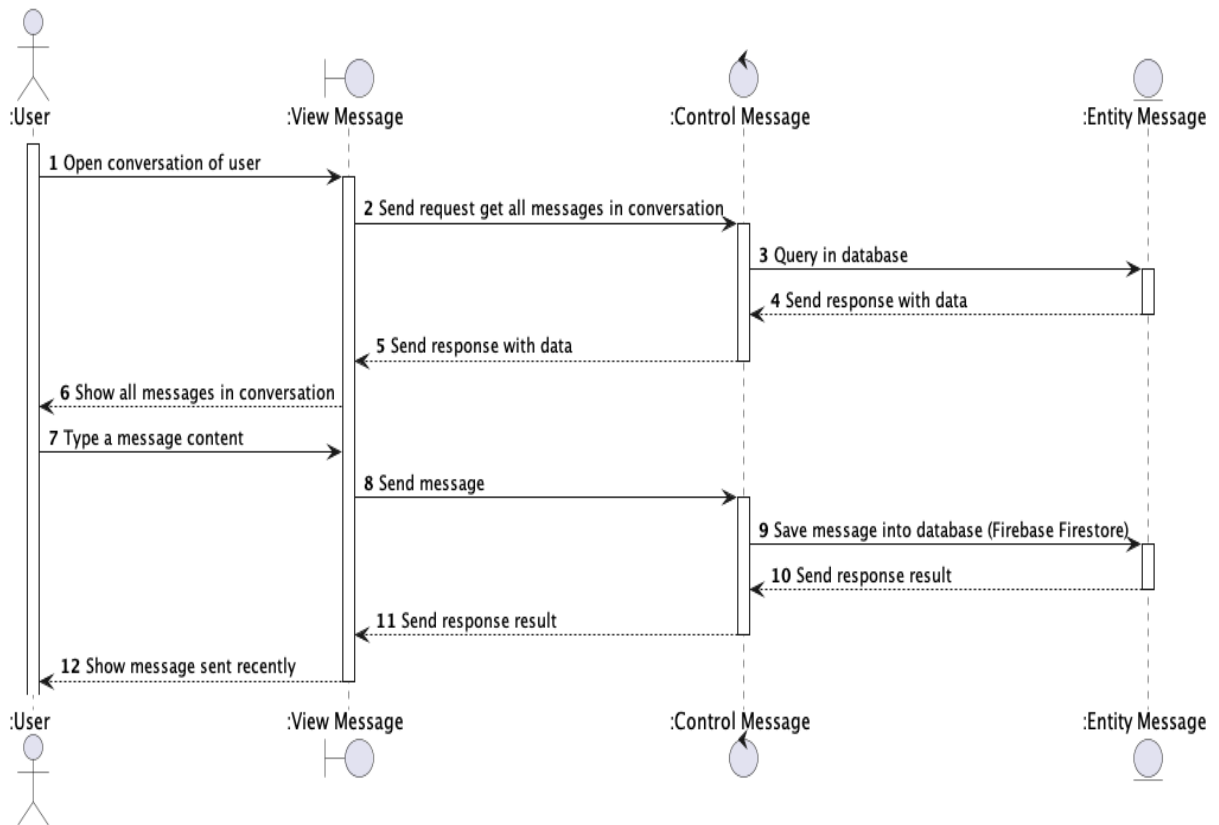 :User
:View Message
:Control Message
:Entity Message
1 Open conversation of user
2 Send request get all messages in conversation
3 Query in database
4 Send response with data
5 Send response with data
6 Show all messages in conversation
7 Type a message content
8 Send message
9 Save message into database (Firebase Firestore)
10 Send response result
11 Send response result
12 Show message sent recently
:User
:View Message
:Control Message
:Entity Message